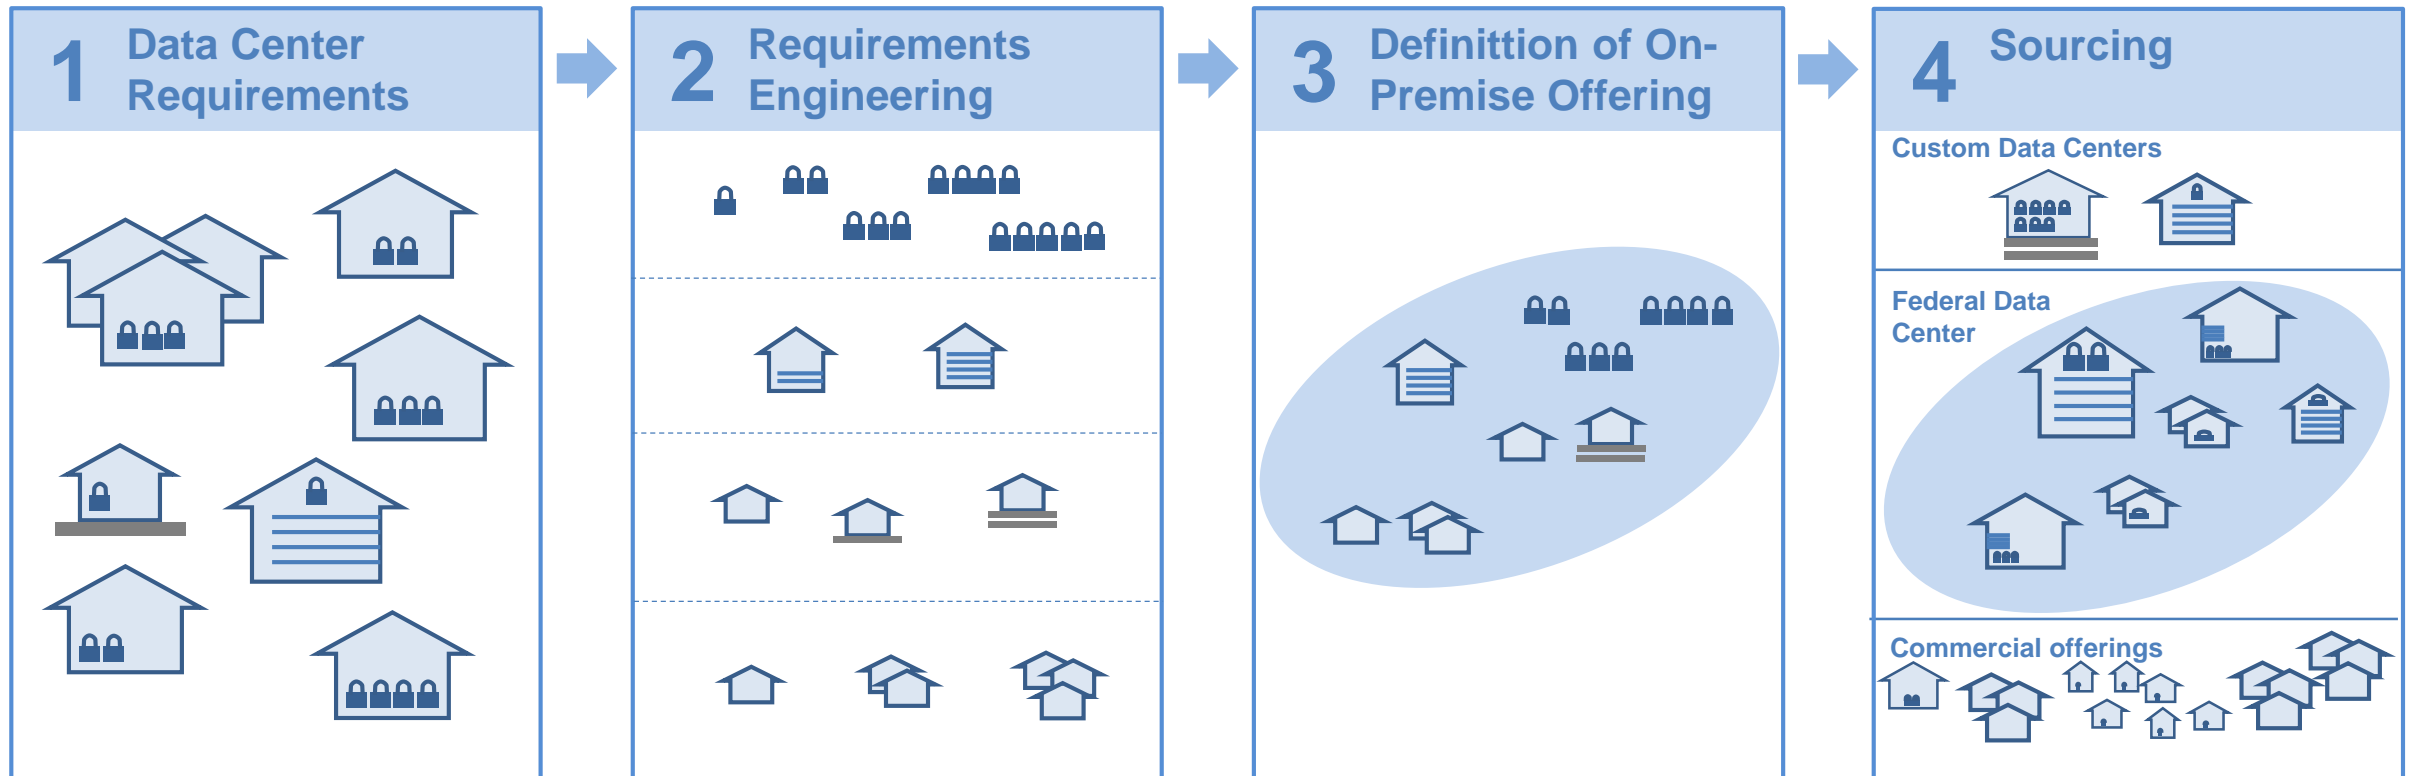 1
Data Center
Requirements
2
Requirements
Engineering
3
Definittion of On-
Premise Offering
4
Sourcing
Custom Data Centers
Federal Data
Center
Commercial offerings